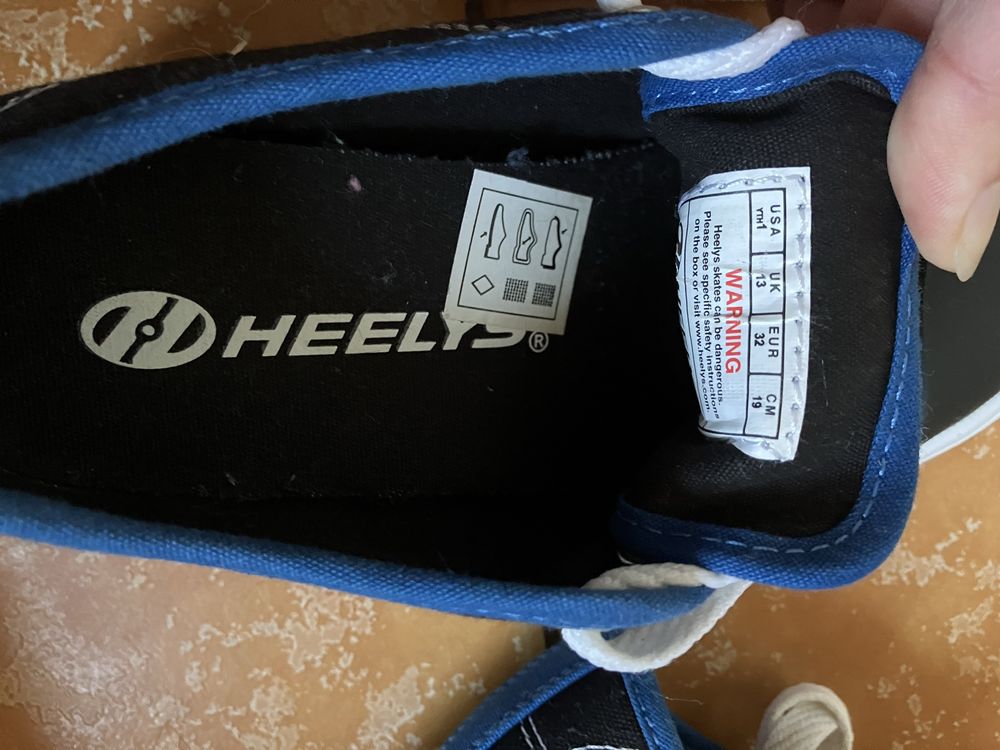 HEELYS®
USA UK EUR CM
YTH1 13 32 19
WARNING
Heelys skates can be dangerous.
Please see specific safety instructions
on the box or visit www.heelys.com.